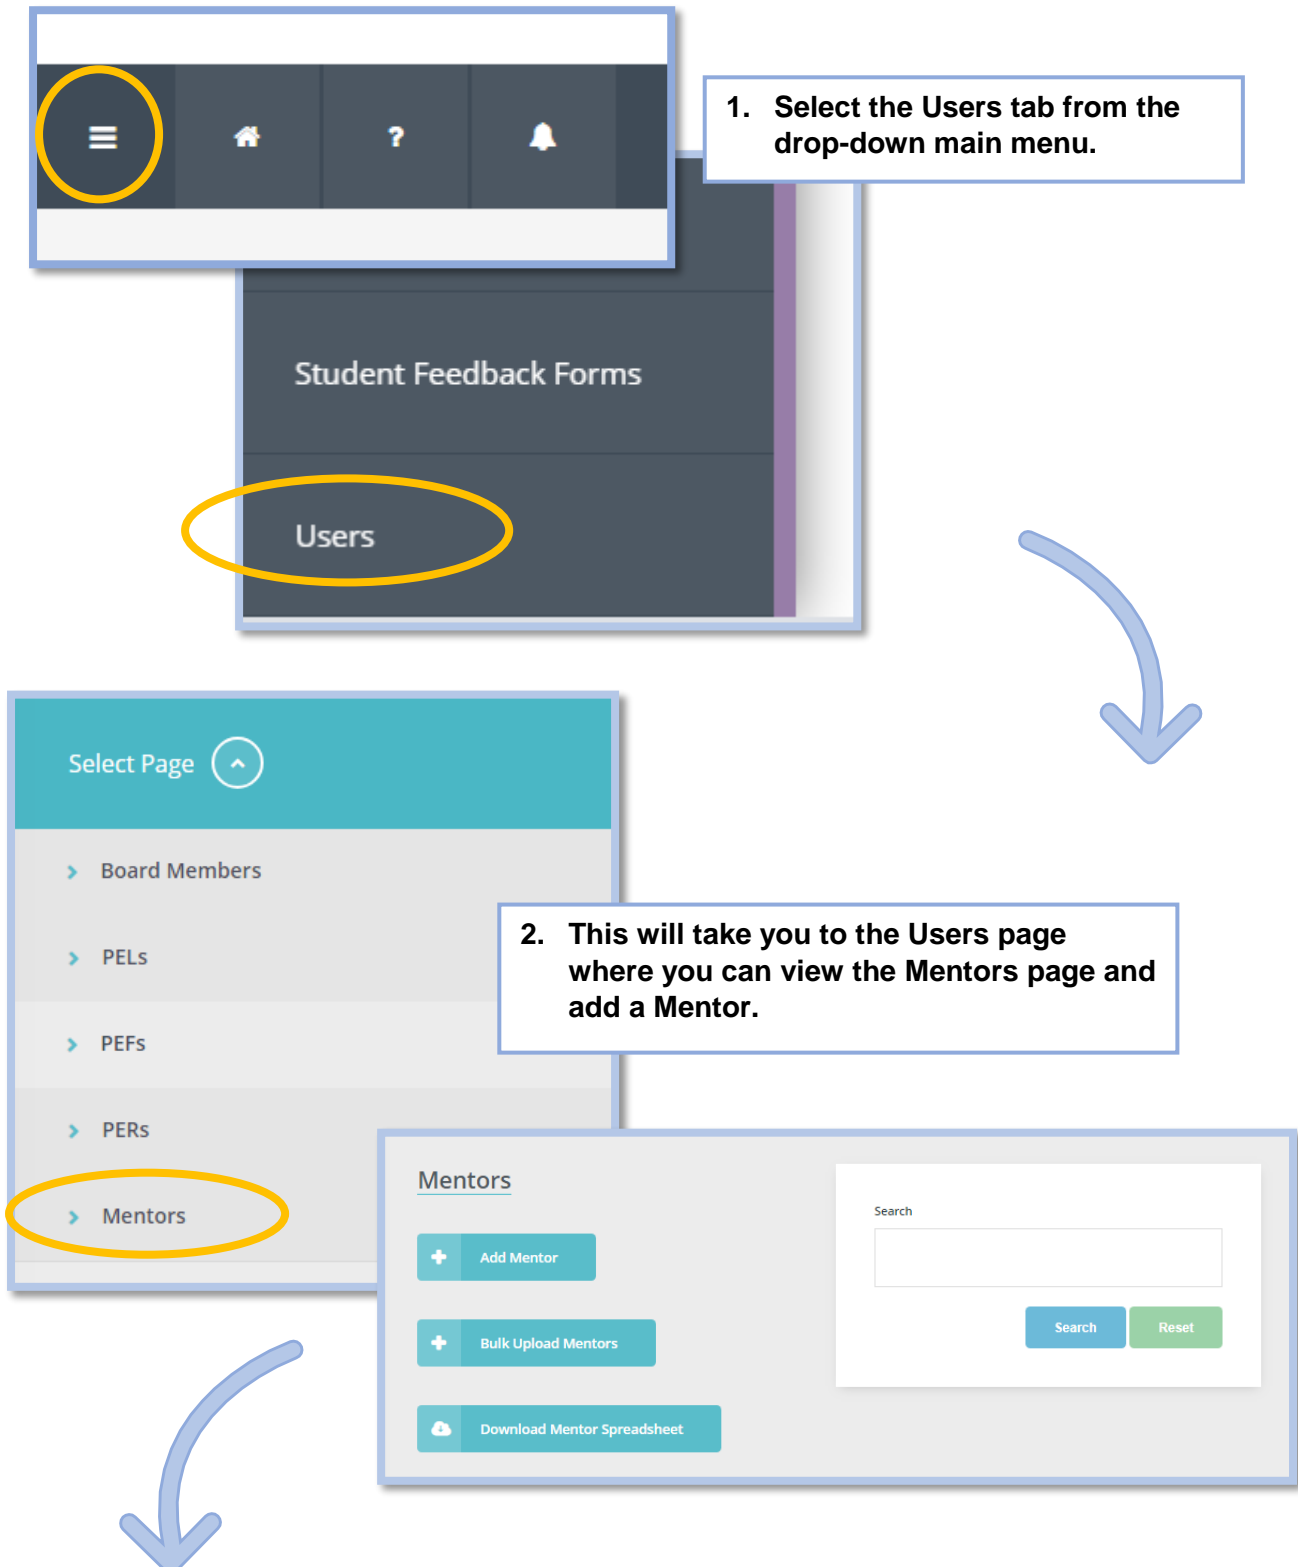 ?
1. Select the Users tab from the
drop-down main menu.
Student Feedback Forms
Users
Select Page
Board Members
PELs
PEFs
PERs
Mentors
2. This will take you to the Users page
where you can view the Mentors page and
add a Mentor.
Mentors
Add Mentor
Bulk Upload Mentors
Download Mentor Spreadsheet
Search
Search Reset